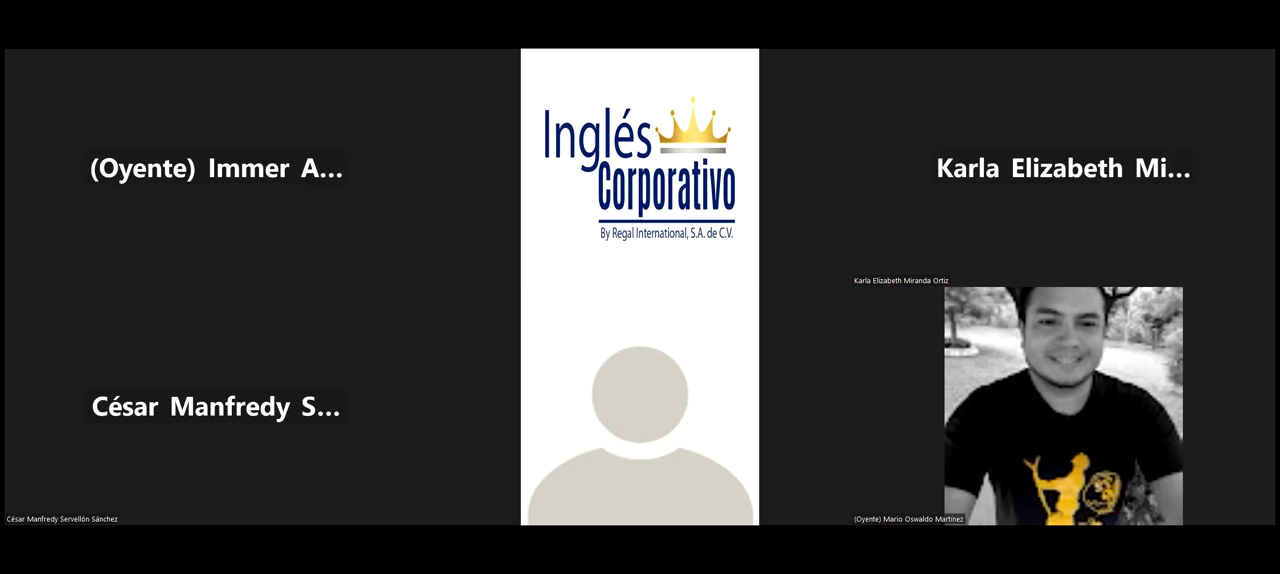 (Oyente) Immer A...
Inglés
Corporativo
By Regal International, S.A. de C.V.
Karla Elizabeth Mi...
Karla Elizabeth Miranda Ortiz
César Manfredy S...
César Manfredy Servellón Sánchez
(Oyente) Mario Oswaldo Martínez